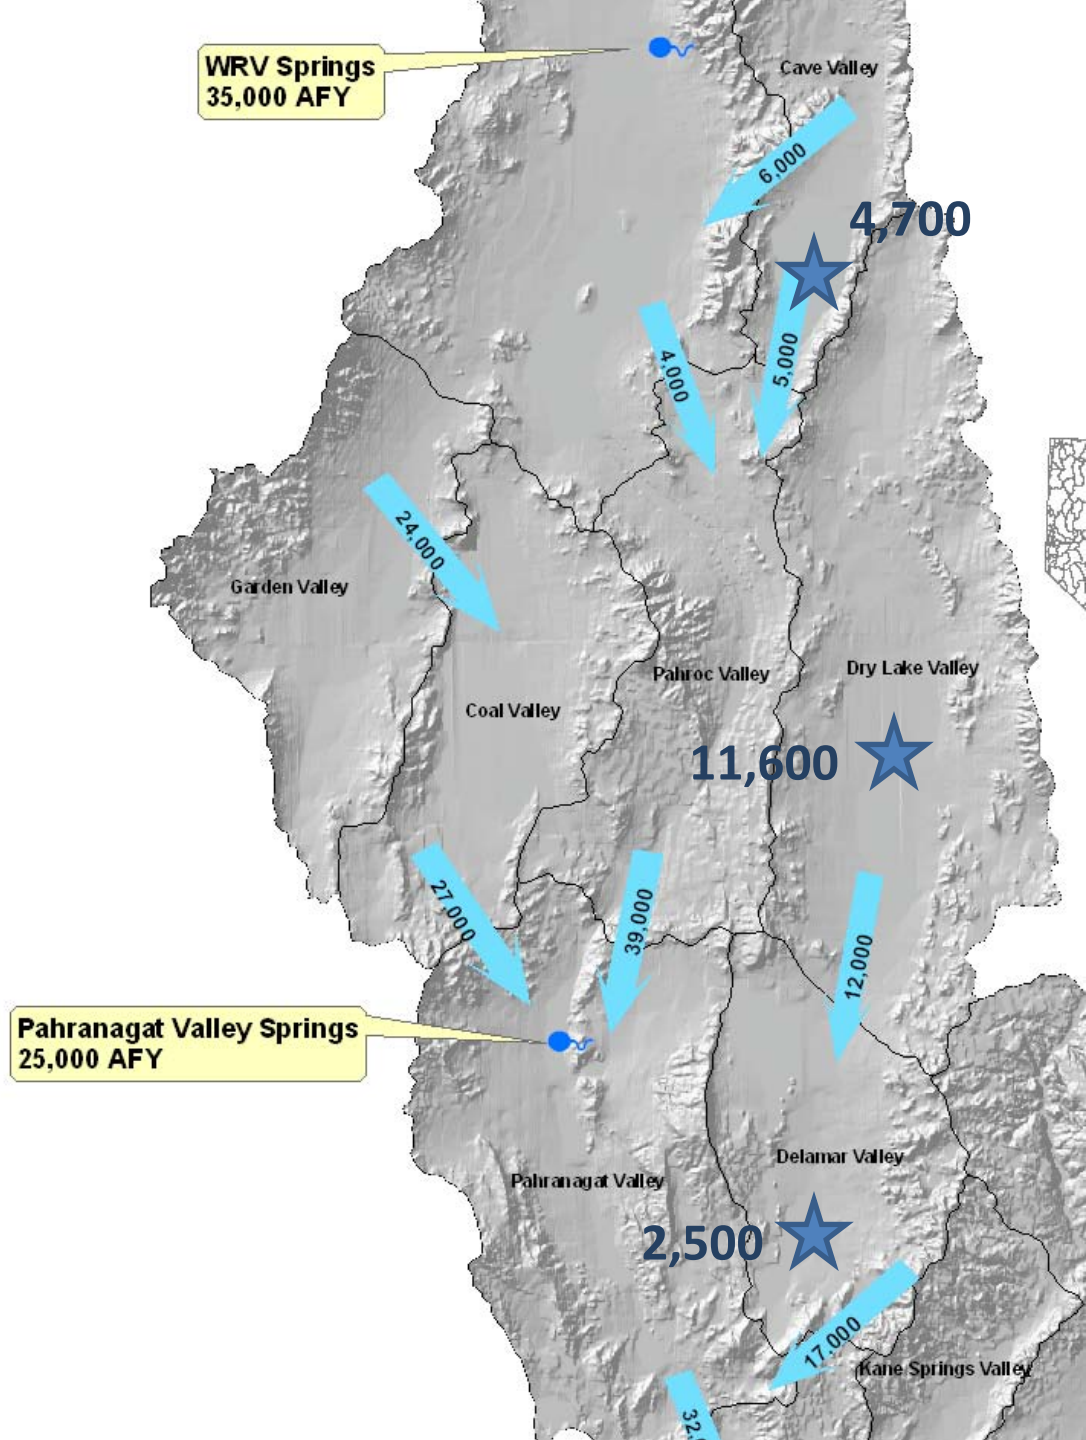 WRV Springs
35,000 AFY
Cave Valley
6,000
4,700
4,000
5,000
24,000
Garden Valley
Pahroc Valley
Dry Lake Valley
Coal Valley
11,600
27,000
39,000
12,000
Pahranagat Valley Springs
25,000 AFY
Delamar Valley
Pahranagat Valley
2,500
17,000
Kane Springs Valley
32,